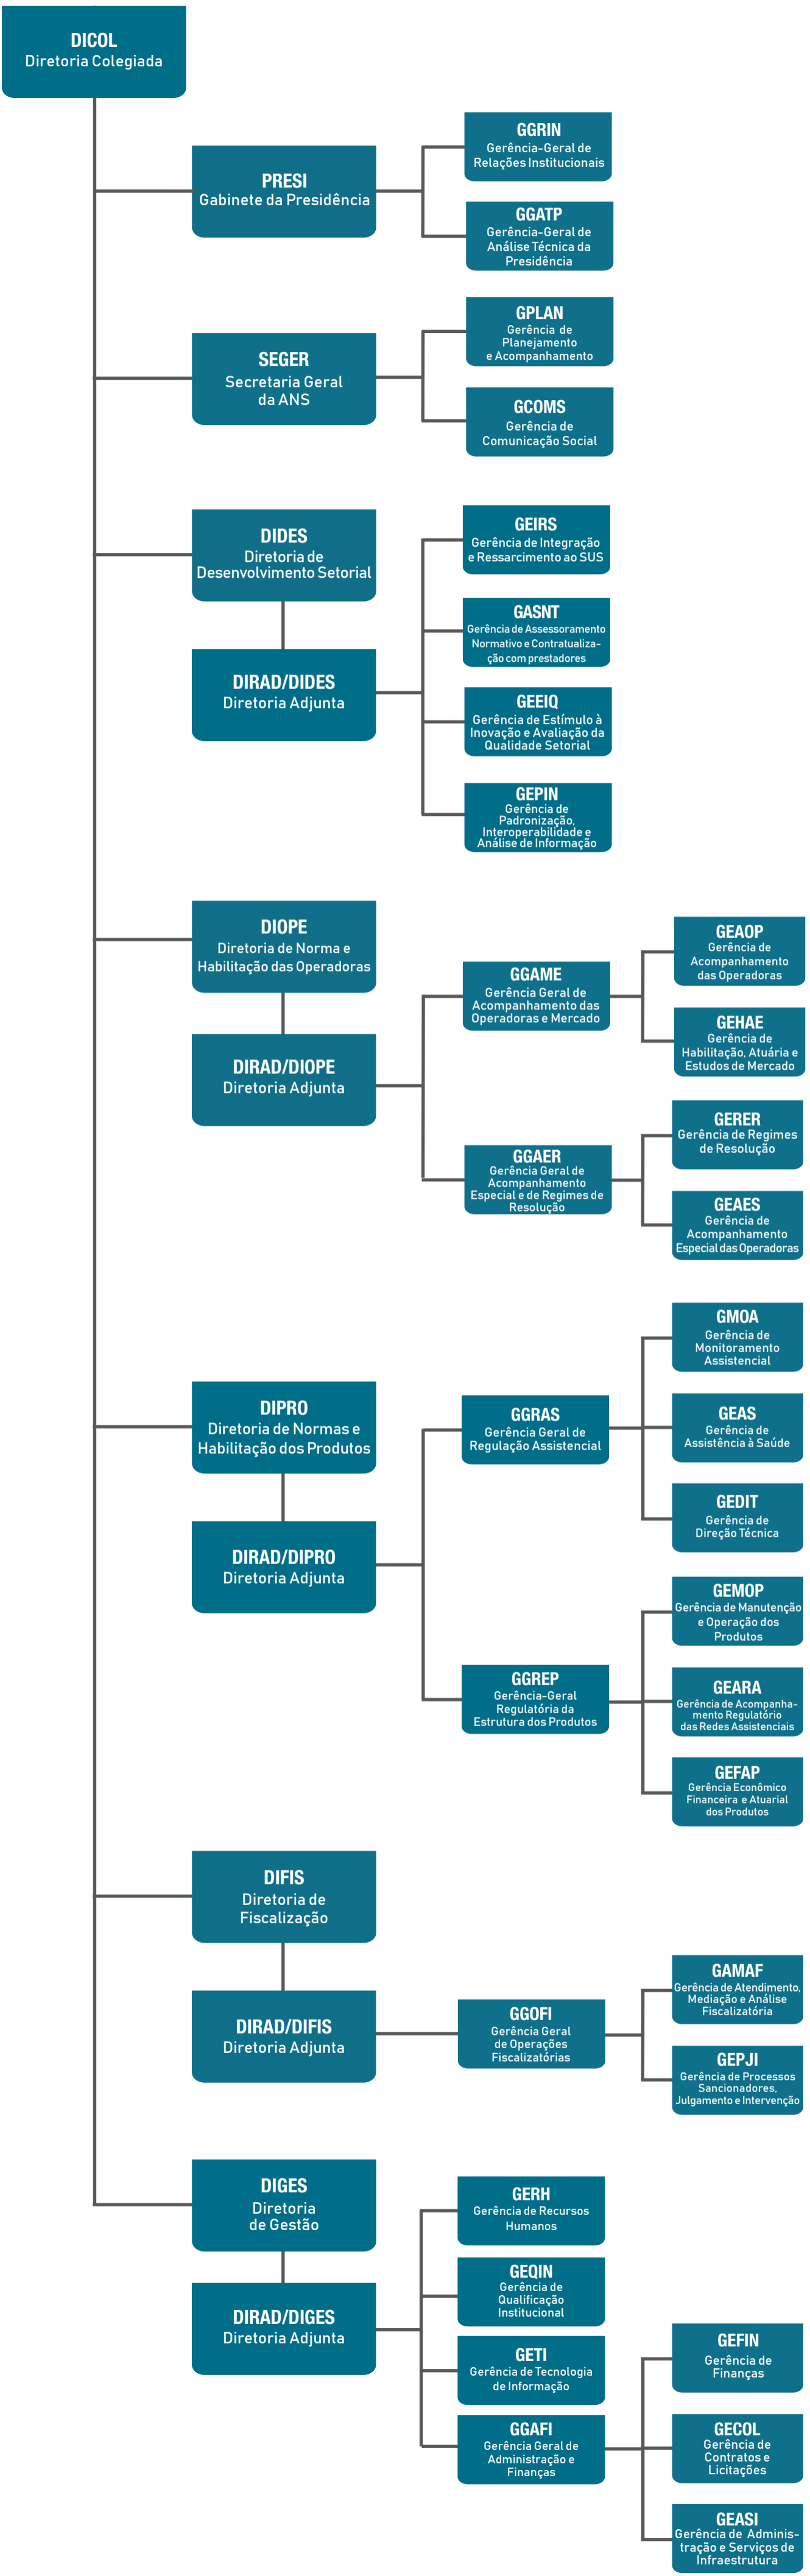 DICOL
Diretoria Colegiada
PRESI
Gabinete da Presidência
GGRIN
Gerência-Geral de
Relações Institucionais
GGATP
Gerência-Geral de
Análise Técnica da
Presidência
SEGER
Secretaria Geral
da ANS
GPLAN
Gerência de
Planejamento
e Acompanhamento
GCOMS
Gerência de
Comunicação Social
DIDES
Diretoria de
Desenvolvimento Setorial
DIRAD/DIDES
Diretoria Adjunta
GEIRS
Gerência de Integração
e Ressarcimento ao SUS
GASNT
Gerência de Assessoramento
Normativo e Contratualiza-
ção com prestadores
GEEIQ
Gerência de Estímulo à
Inovação e Avaliação da
Qualidade Setorial
GEPIN
Gerência de
Padronização,
Interoperabilidade e
Análise de Informação
DIOPE
Diretoria de Norma e
Habilitação das Operadoras
DIRAD/DIOPE
Diretoria Adjunta
GGAME
Gerência Geral de
Acompanhamento das
Operadoras e Mercado
GEAOP
Gerência de
Acompanhamento
das Operadoras
GEHAE
Gerência de
Habilitação, Atuária e
Estudos de Mercado
GGAER
Gerência Geral de
Acompanhamento
Especial e de Regimes de
Resolução
GERER
Gerência de Regimes
de Resolução
GEAES
Gerência de
Acompanhamento
Especial das Operadoras
DIPRO
Diretoria de Normas e
Habilitação dos Produtos
DIRAD/DIPRO
Diretoria Adjunta
GGRAS
Gerência Geral de
Regulação Assistencial
GMOA
Gerência de
Monitoramento
Assistencial
GEAS
Gerência de
Assistência à Saúde
GEDIT
Gerência de
Direção Técnica
GGREP
Gerência-Geral
Regulatória da
Estrutura dos Produtos
GEMOP
Gerência de Manutenção
e Operação dos
Produtos
GEARA
Gerência de Acompanha-
mento Regulatório
das Redes Assistenciais
GEFAP
Gerência Econômico
Financeira e Atuarial
dos Produtos
DIFIS
Diretoria de
Fiscalização
DIRAD/DIFIS
Diretoria Adjunta
GGOFI
Gerência Geral
de Operações
Fiscalizatórias
GAMAF
Gerência de Atendimento,
Mediação e Análise
Fiscalizatória
GEPJI
Gerência de Processos
Sancionadores,
Julgamento e Intervenção
DIGES
Diretoria
de Gestão
DIRAD/DIGES
Diretoria Adjunta
GERH
Gerência de Recursos
Humanos
GEQIN
Gerência de
Qualificação
Institucional
GETI
Gerência de Tecnologia
de Informação
GGAFI
Gerência Geral de
Administração e
Finanças
GEFIN
Gerência de
Finanças
GECOL
Gerência de
Contratos e
Licitações
GEASI
Gerência de Adminis-
tração e Serviços de
Infraestrutura